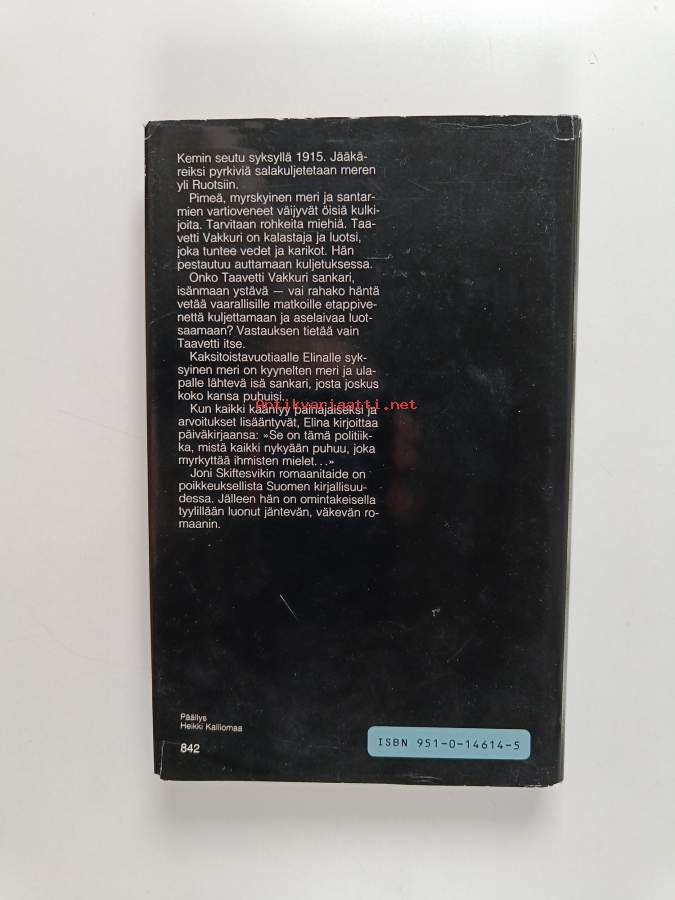 Kemin seutu syksyllä 1915. Jääkä-
reiksi pyrkiviä salakuljetetaan meren
yli Ruotsiin.
Pimeä, myrskyinen meri ja santar-
mien vartioveneet väijyvät öisiä kulki-
joita. Tarvitaan rohkeita miehiä. Taa-
vetti Vakkuri on kalastaja ja luotsi,
joka tuntee vedet ja karikot. Hän
pestautuu auttamaan kuljetuksessa.
Onko Taavetti Vakkuri sankari,
isänmaan ystävä — vai rahako häntä
vetää vaarallisille matkoille etappive-
nettä kuljettamaan ja aselaivaa luot-
saamaan? Vastauksen tietää vain
Taavetti itse.
Kaksitoistavuotiaalle Elinalle syk-
syinen meri on kyynelten meri ja ula-
palle lähtevä isä sankari, josta joskus
koko kansa puhuisi.
Antikvariaatti.net
Kun kaikki kääntyy painajaiseksi ja
arvoitukset lisääntyvät, Elina kirjoittaa
päiväkirjaansa: »Se on tämä politiik-
ka, mistä kaikki nykyään puhuu, joka
myrkyttää ihmisten mielet...»
Joni Skiftesvikin romaanitaide on
poikkeuksellista Suomen kirjallisuu-
dessa. Jälleen hän on omintakeisella
tyylillään luonut jäntevän, väkevän ro-
maanin.
Päällys
Heikki Kalliomaa
842
ISBN 951-0-14614-5